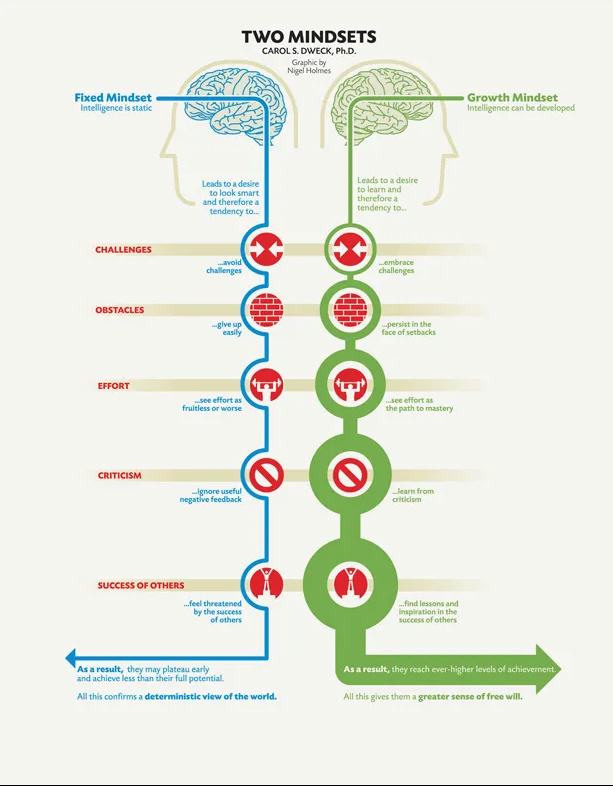 TWO MINDSETS
CAROL S. DWECK, Ph.D.
Graphic by
Nigel Holmes
Fixed Mindset
Intelligence is static
Growth Mindset
Intelligence can be developed
Leads to a desire
to look smart
and therefore a
tendency to...
Leads to a desire
to learn and
therefore a
tendency to...
CHALLENGES
...avoid
challenges
...embrace
challenges
OBSTACLES
...give up
easily
...persist in the
face of setbacks
EFFORT
...see effort as
fruitless or worse
...see effort as
the path to mastery
CRITICISM
...ignore useful
negative feedback
...learn from
criticism
SUCCESS OF OTHERS
...feel threatened
by the success
of others
...find lessons and
inspiration in the
success of others
As a result, they may plateau early
and achieve less than their full potential.
All this confirms a deterministic view of the world.
As a result, they reach ever-higher levels of achievement.
All this gives them a greater sense of free will.